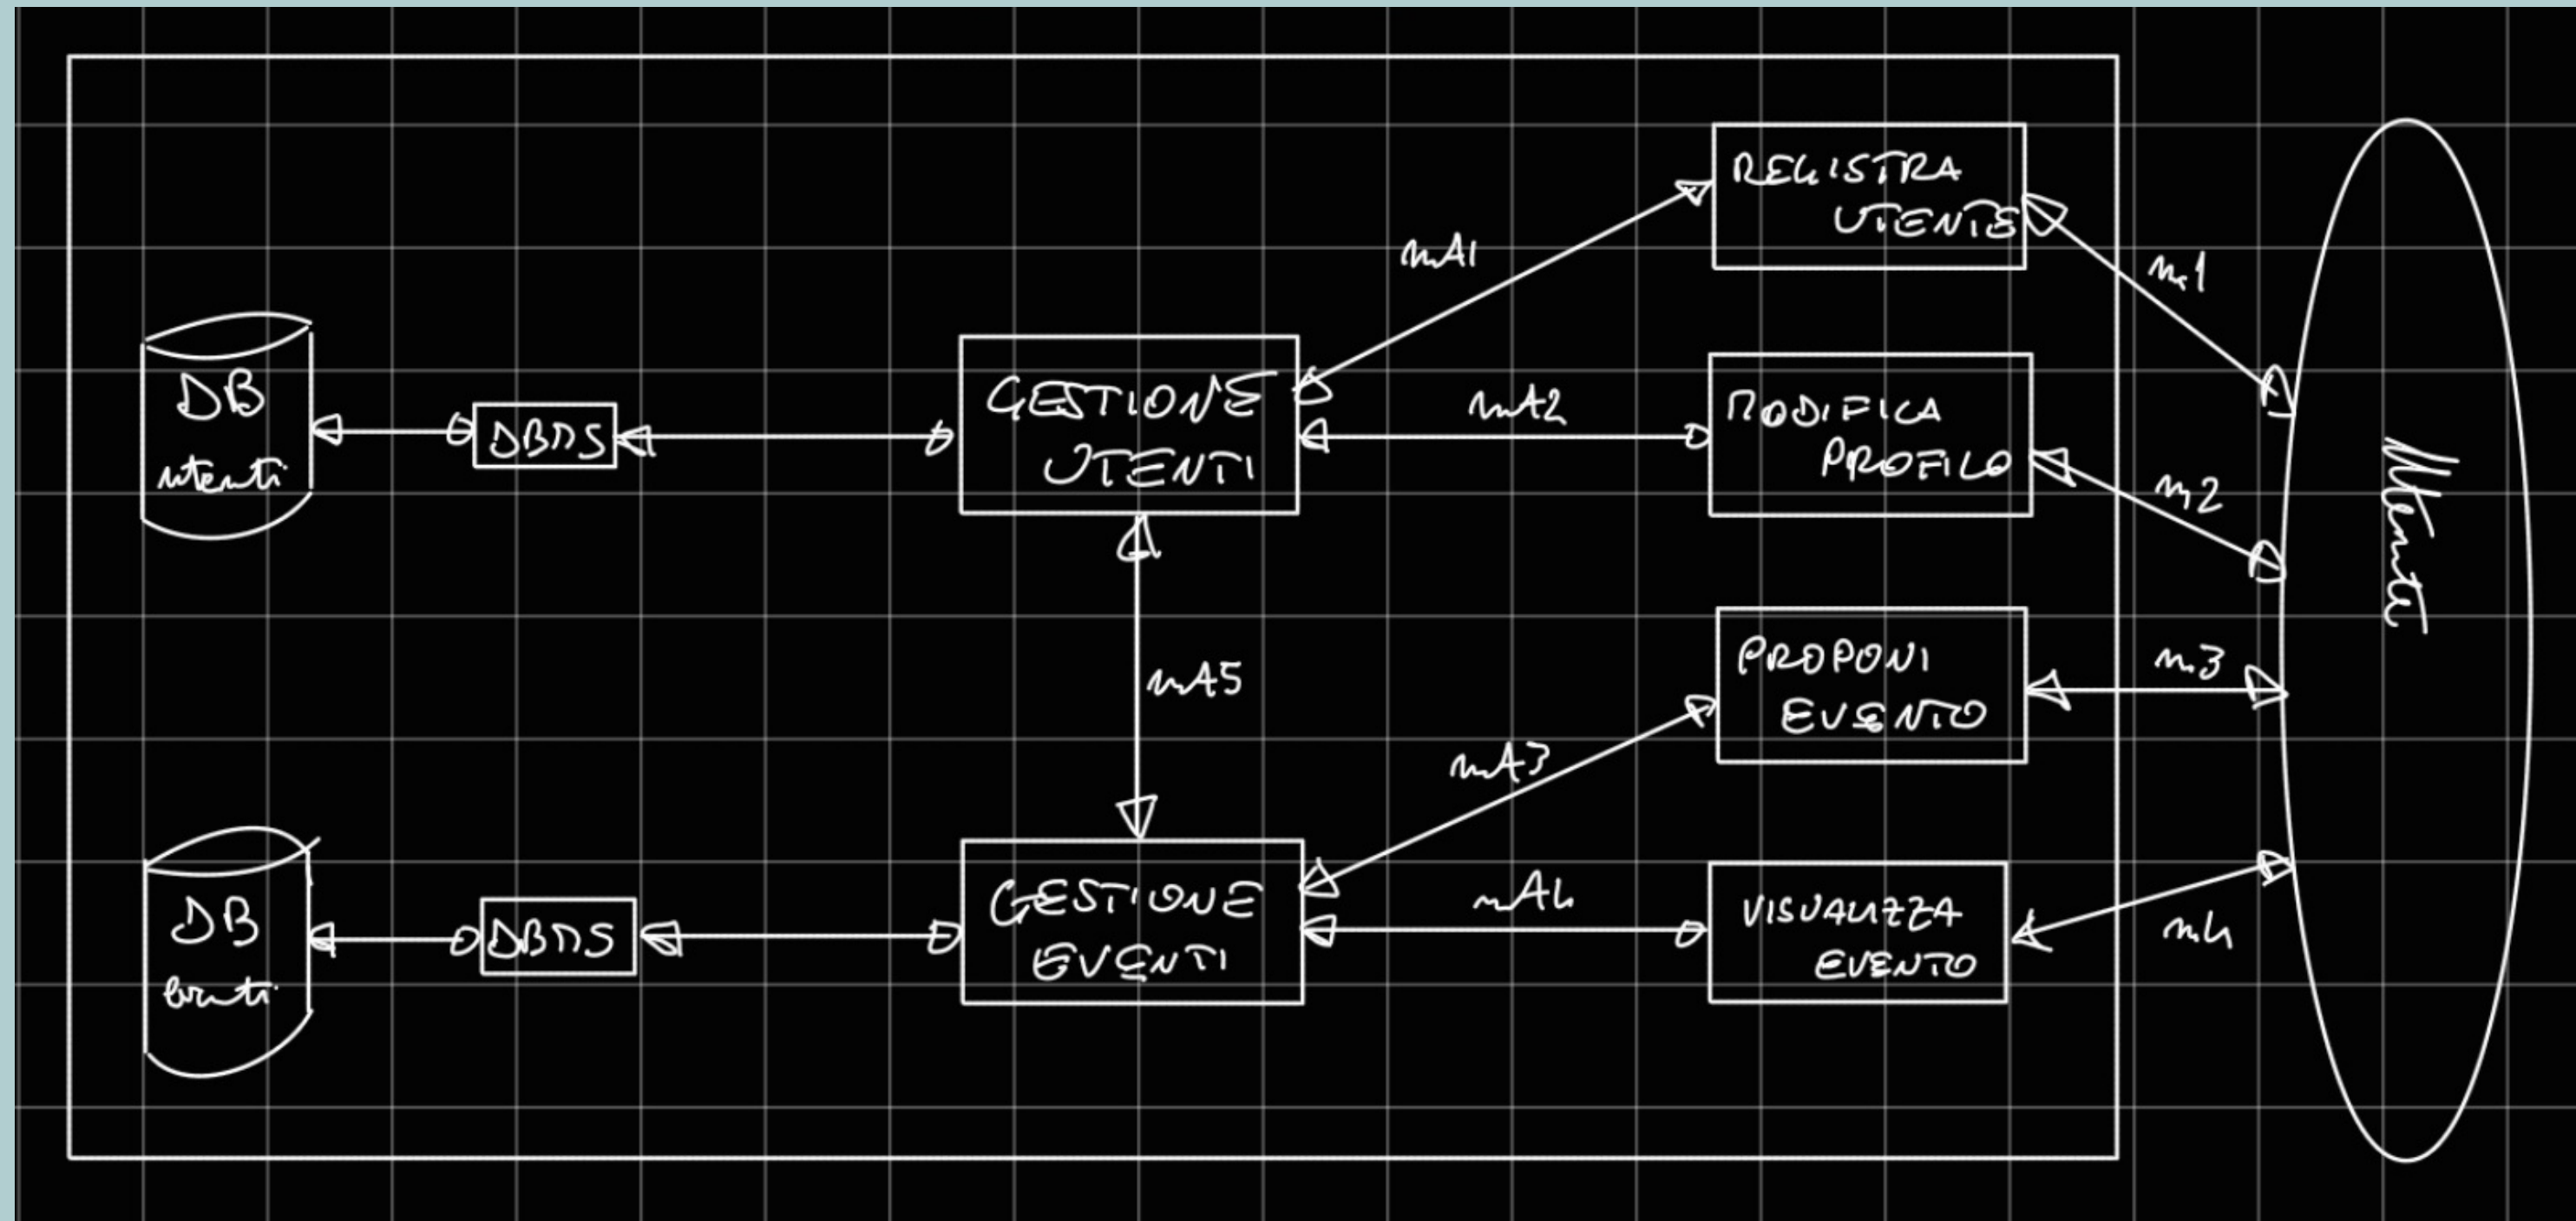 REGISTRA
UTENTE
mA1
m1
DB
utenti
DBMS
GESTIONE
UTENTI
mA2
MODIFICA
PROFILO
m2
Utente
mA5
PROPONI
EVENTO
m3
mA3
DB
eventi
DBMS
GESTIONE
EVENTI
mA4
VISUALIZZA
EVENTO
m4